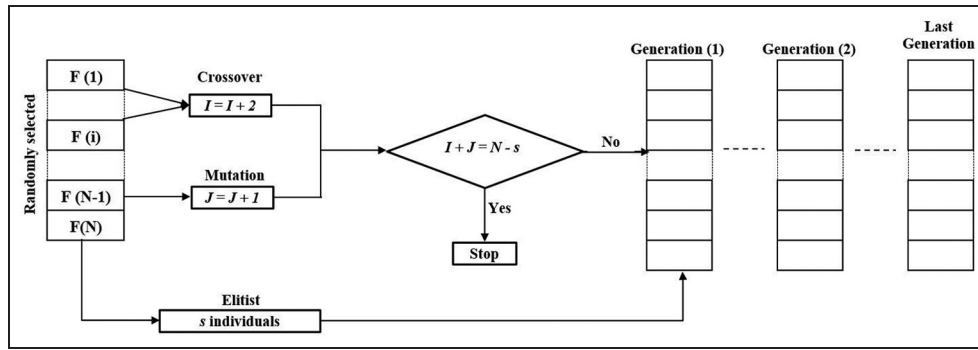 Randomly selected
F (1)
F (i)
F (N-1)
F(N)
Crossover
I = I + 2
Mutation
J = J + 1
Elitist
s individuals
I + J = N - s
No
Yes
Stop
Generation (1)
Generation (2)
Last
Generation